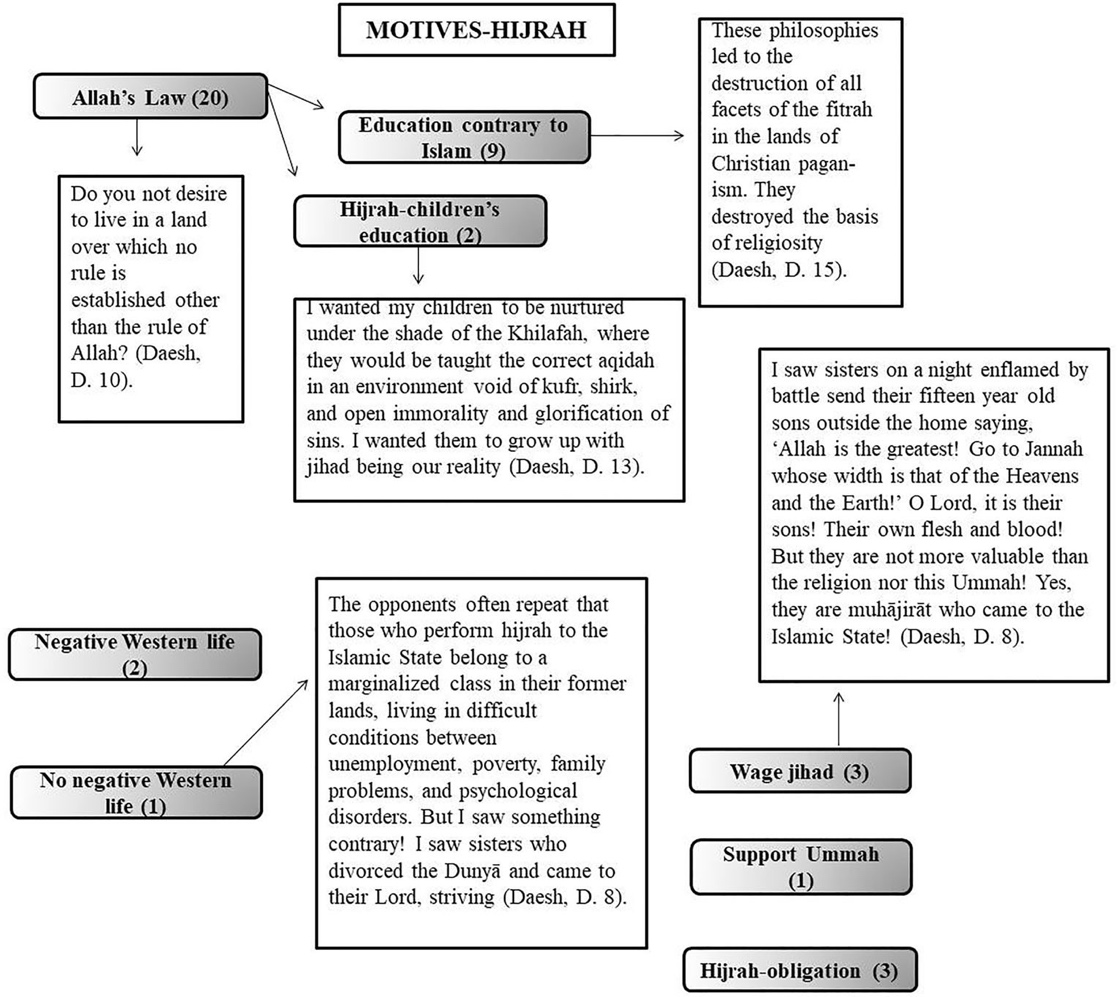 MOTIVES-HIJRAH
Allah's Law (20)
Do you not desire
to live in a land
over which no
rule is
established other
than the rule of
Allah? (Daesh,
D. 10).
Education contrary to
Islam (9)
These philosophies
led to the
destruction of all
facets of the fitrah
in the lands of
Christian pagan-
ism. They
destroyed the basis
of religiosity
(Daesh, D. 15).
Hijrah-children's
education (2)
I wanted my children to be nurtured
under the shade of the Khilafah, where
they would be taught the correct aqidah
in an environment void of kufr, shirk,
and open immorality and glorification of
sins. I wanted them to grow up with
jihad being our reality (Daesh, D. 13).
I saw sisters on a night enflamed by
battle send their fifteen year old
sons outside the home saying,
‘Allah is the greatest! Go to Jannah
whose width is that of the Heavens
and the Earth!’ O Lord, it is their
sons! Their own flesh and blood!
But they are not more valuable than
the religion nor this Ummah! Yes,
they are muhājirāt who came to the
Islamic State! (Daesh, D. 8).
Negative Western life
(2)
No negative Western
life (1)
The opponents often repeat that
those who perform hijrah to the
Islamic State belong to a
marginalized class in their former
lands, living in difficult
conditions between
unemployment, poverty, family
problems, and psychological
disorders. But I saw something
contrary! I saw sisters who
divorced the Dunyā and came to
their Lord, striving (Daesh, D. 8).
Wage jihad (3)
Support Ummah
(1)
Hijrah-obligation (3)